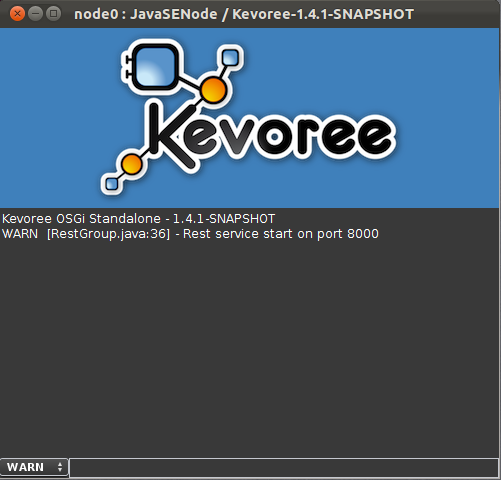 node0 : JavaSENode / Kevoree-1.4.1-SNAPSHOT
Kevoree
Kevoree OSGi Standalone - 1.4.1-SNAPSHOT
WARN [RestGroup.java:36] - Rest service start on port 8000
WARN